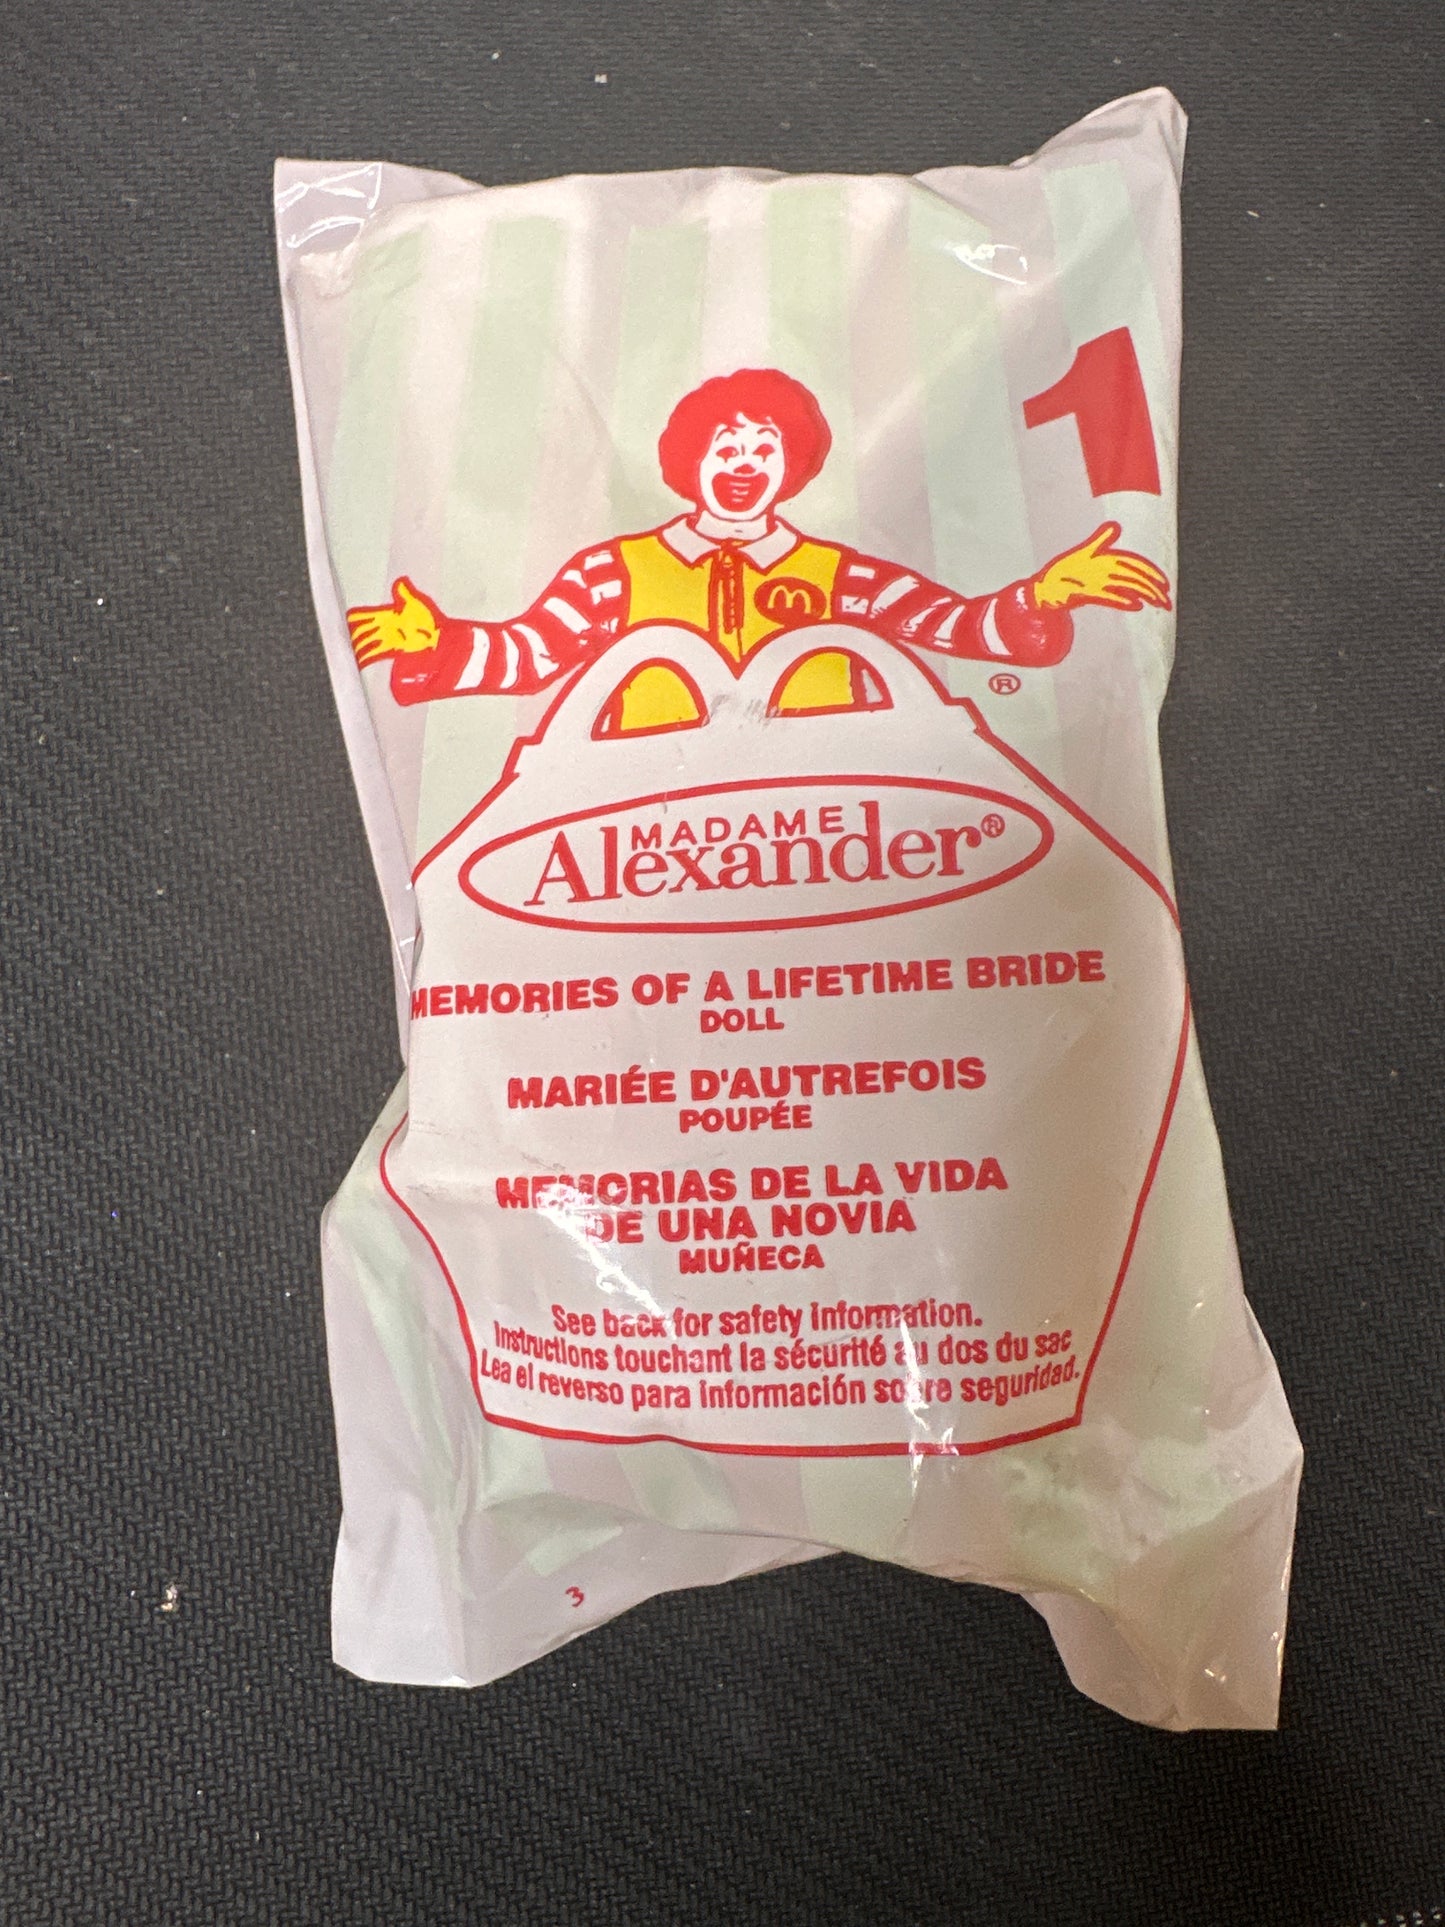 1
®
MADAME
Alexander®
MEMORIES OF A LIFETIME BRIDE
DOLL
MARIÉE D'AUTREFOIS
POUPÉE
MEMORIAS DE LA VIDA
DE UNA NOVIA
MUÑECA
See back for safety information.
Instructions touchant la sécurité au dos du sac
Lea el reverso para información sobre seguridad.
3